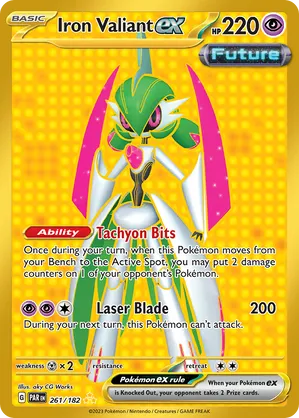 BASIC Iron Valiant ex HP 220
Future
Ability Tachyon Bits
Once during your turn, when this Pokémon moves from
your Bench to the Active Spot, you may put 2 damage
counters on 1 of your opponent's Pokémon.
Laser Blade 200
During your next turn, this Pokémon can't attack.
weakness ×2 resistance retreat
Pokémon ex rule
When your Pokémon ex
is Knocked Out, your opponent takes 2 Prize cards.
Illus. aky CG Works
G PAR EN 261/182
©2023 Pokémon / Nintendo / Creatures / GAME FREAK